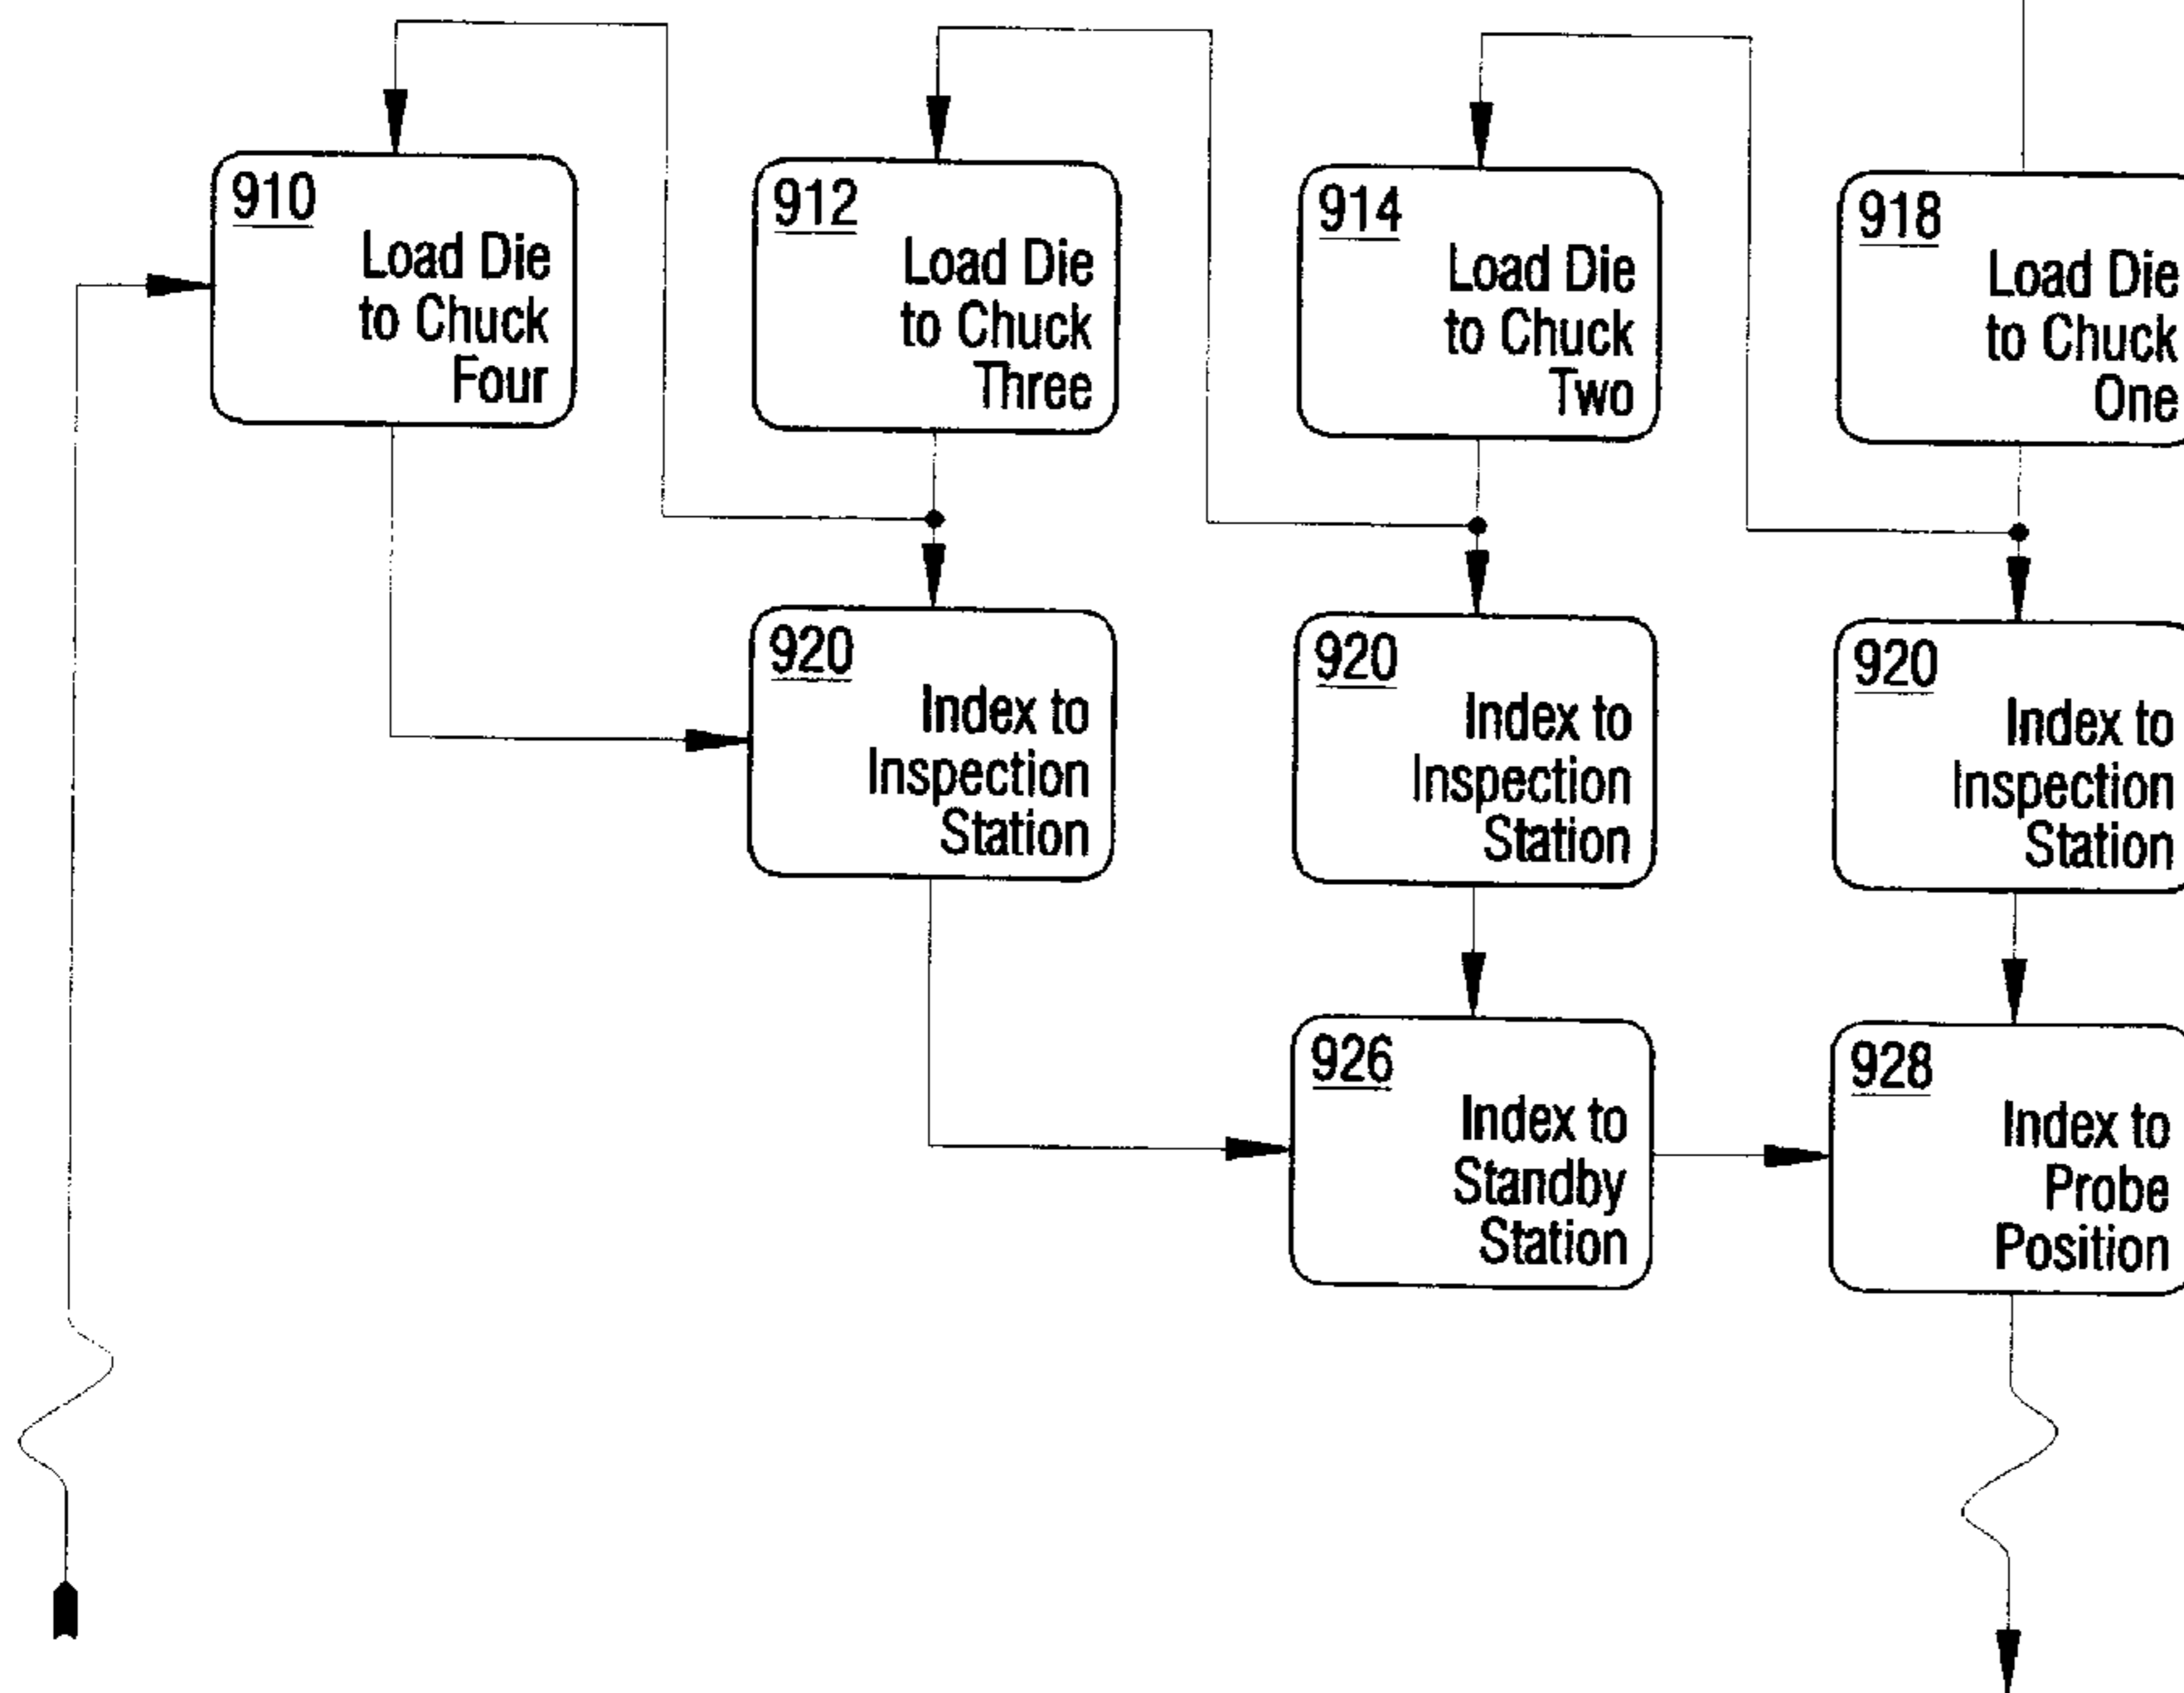 910
Load Die
to Chuck
Four
912
Load Die
to Chuck
Three
914
Load Die
to Chuck
Two
918
Load Die
to Chuck
One
920
Index to
Inspection
Station
920
Index to
Inspection
Station
920
Index to
Inspection
Station
926
Index to
Standby
Station
928
Index to
Probe
Position